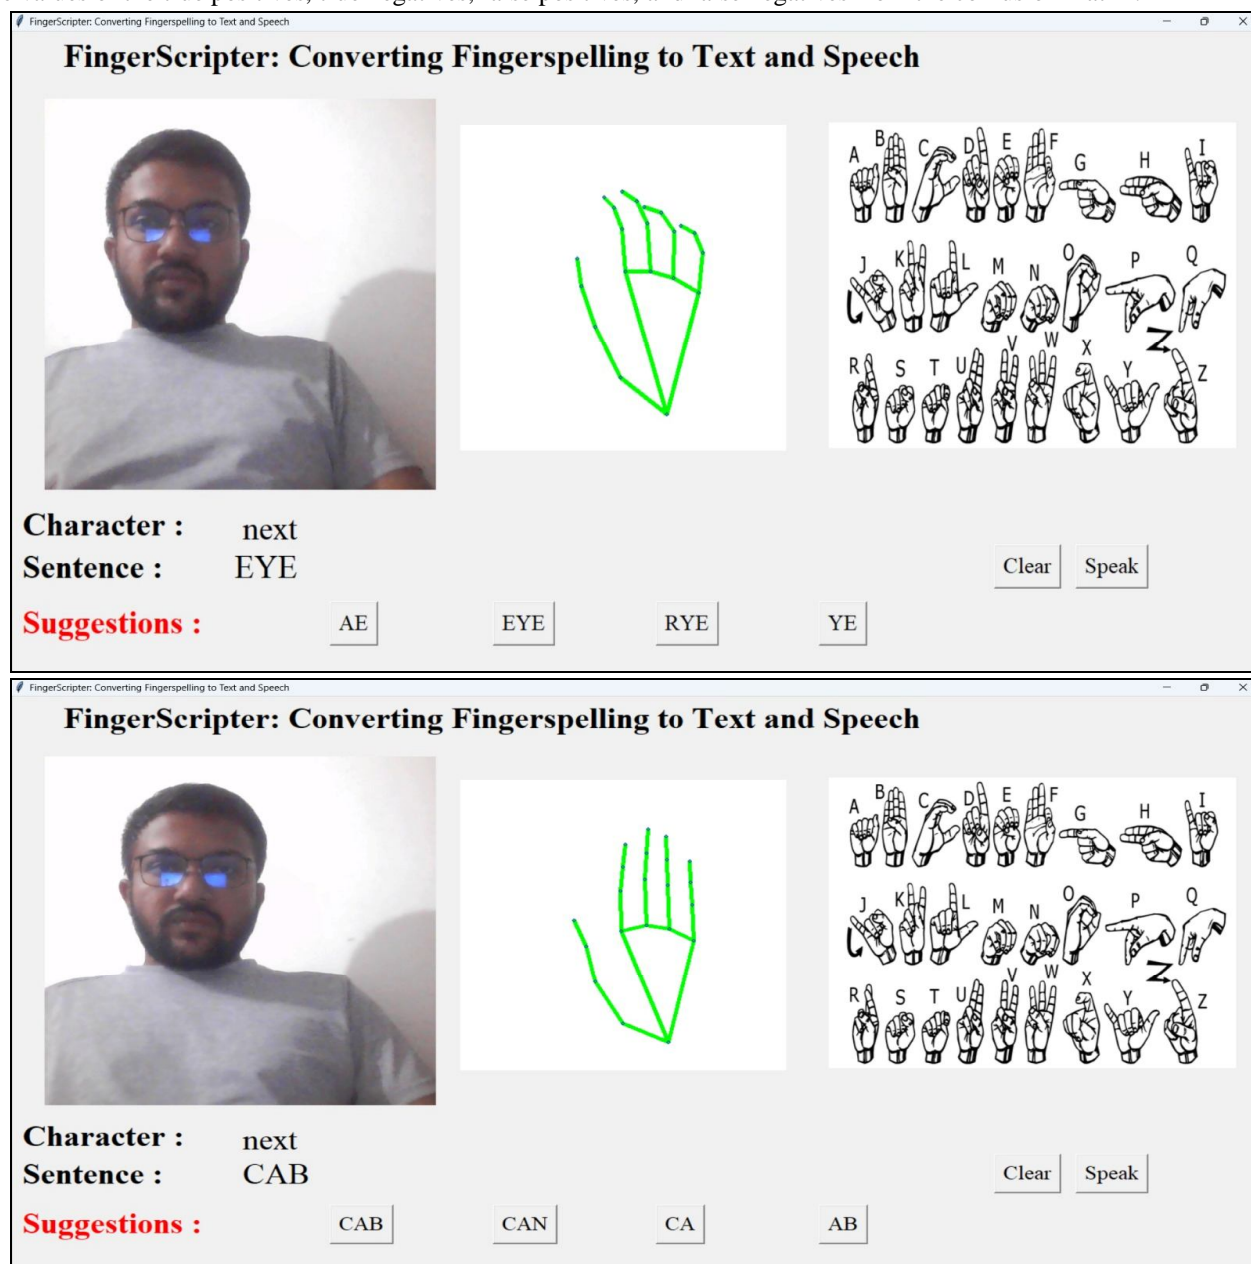 FingerScripter: Converting Fingerspelling to Text and Speech
FingerScripter: Converting Fingerspelling to Text and Speech
A B C D E F G H I
J K L M N O P Q
R S T U V W X Y Z
Character : next
Sentence : EYE
Clear Speak
Suggestions : AE EYE RYE YE
FingerScripter: Converting Fingerspelling to Text and Speech
FingerScripter: Converting Fingerspelling to Text and Speech
A B C D E F G H I
J K L M N O P Q
R S T U V W X Y Z
Character : next
Sentence : CAB
Clear Speak
Suggestions : CAB CAN CA AB